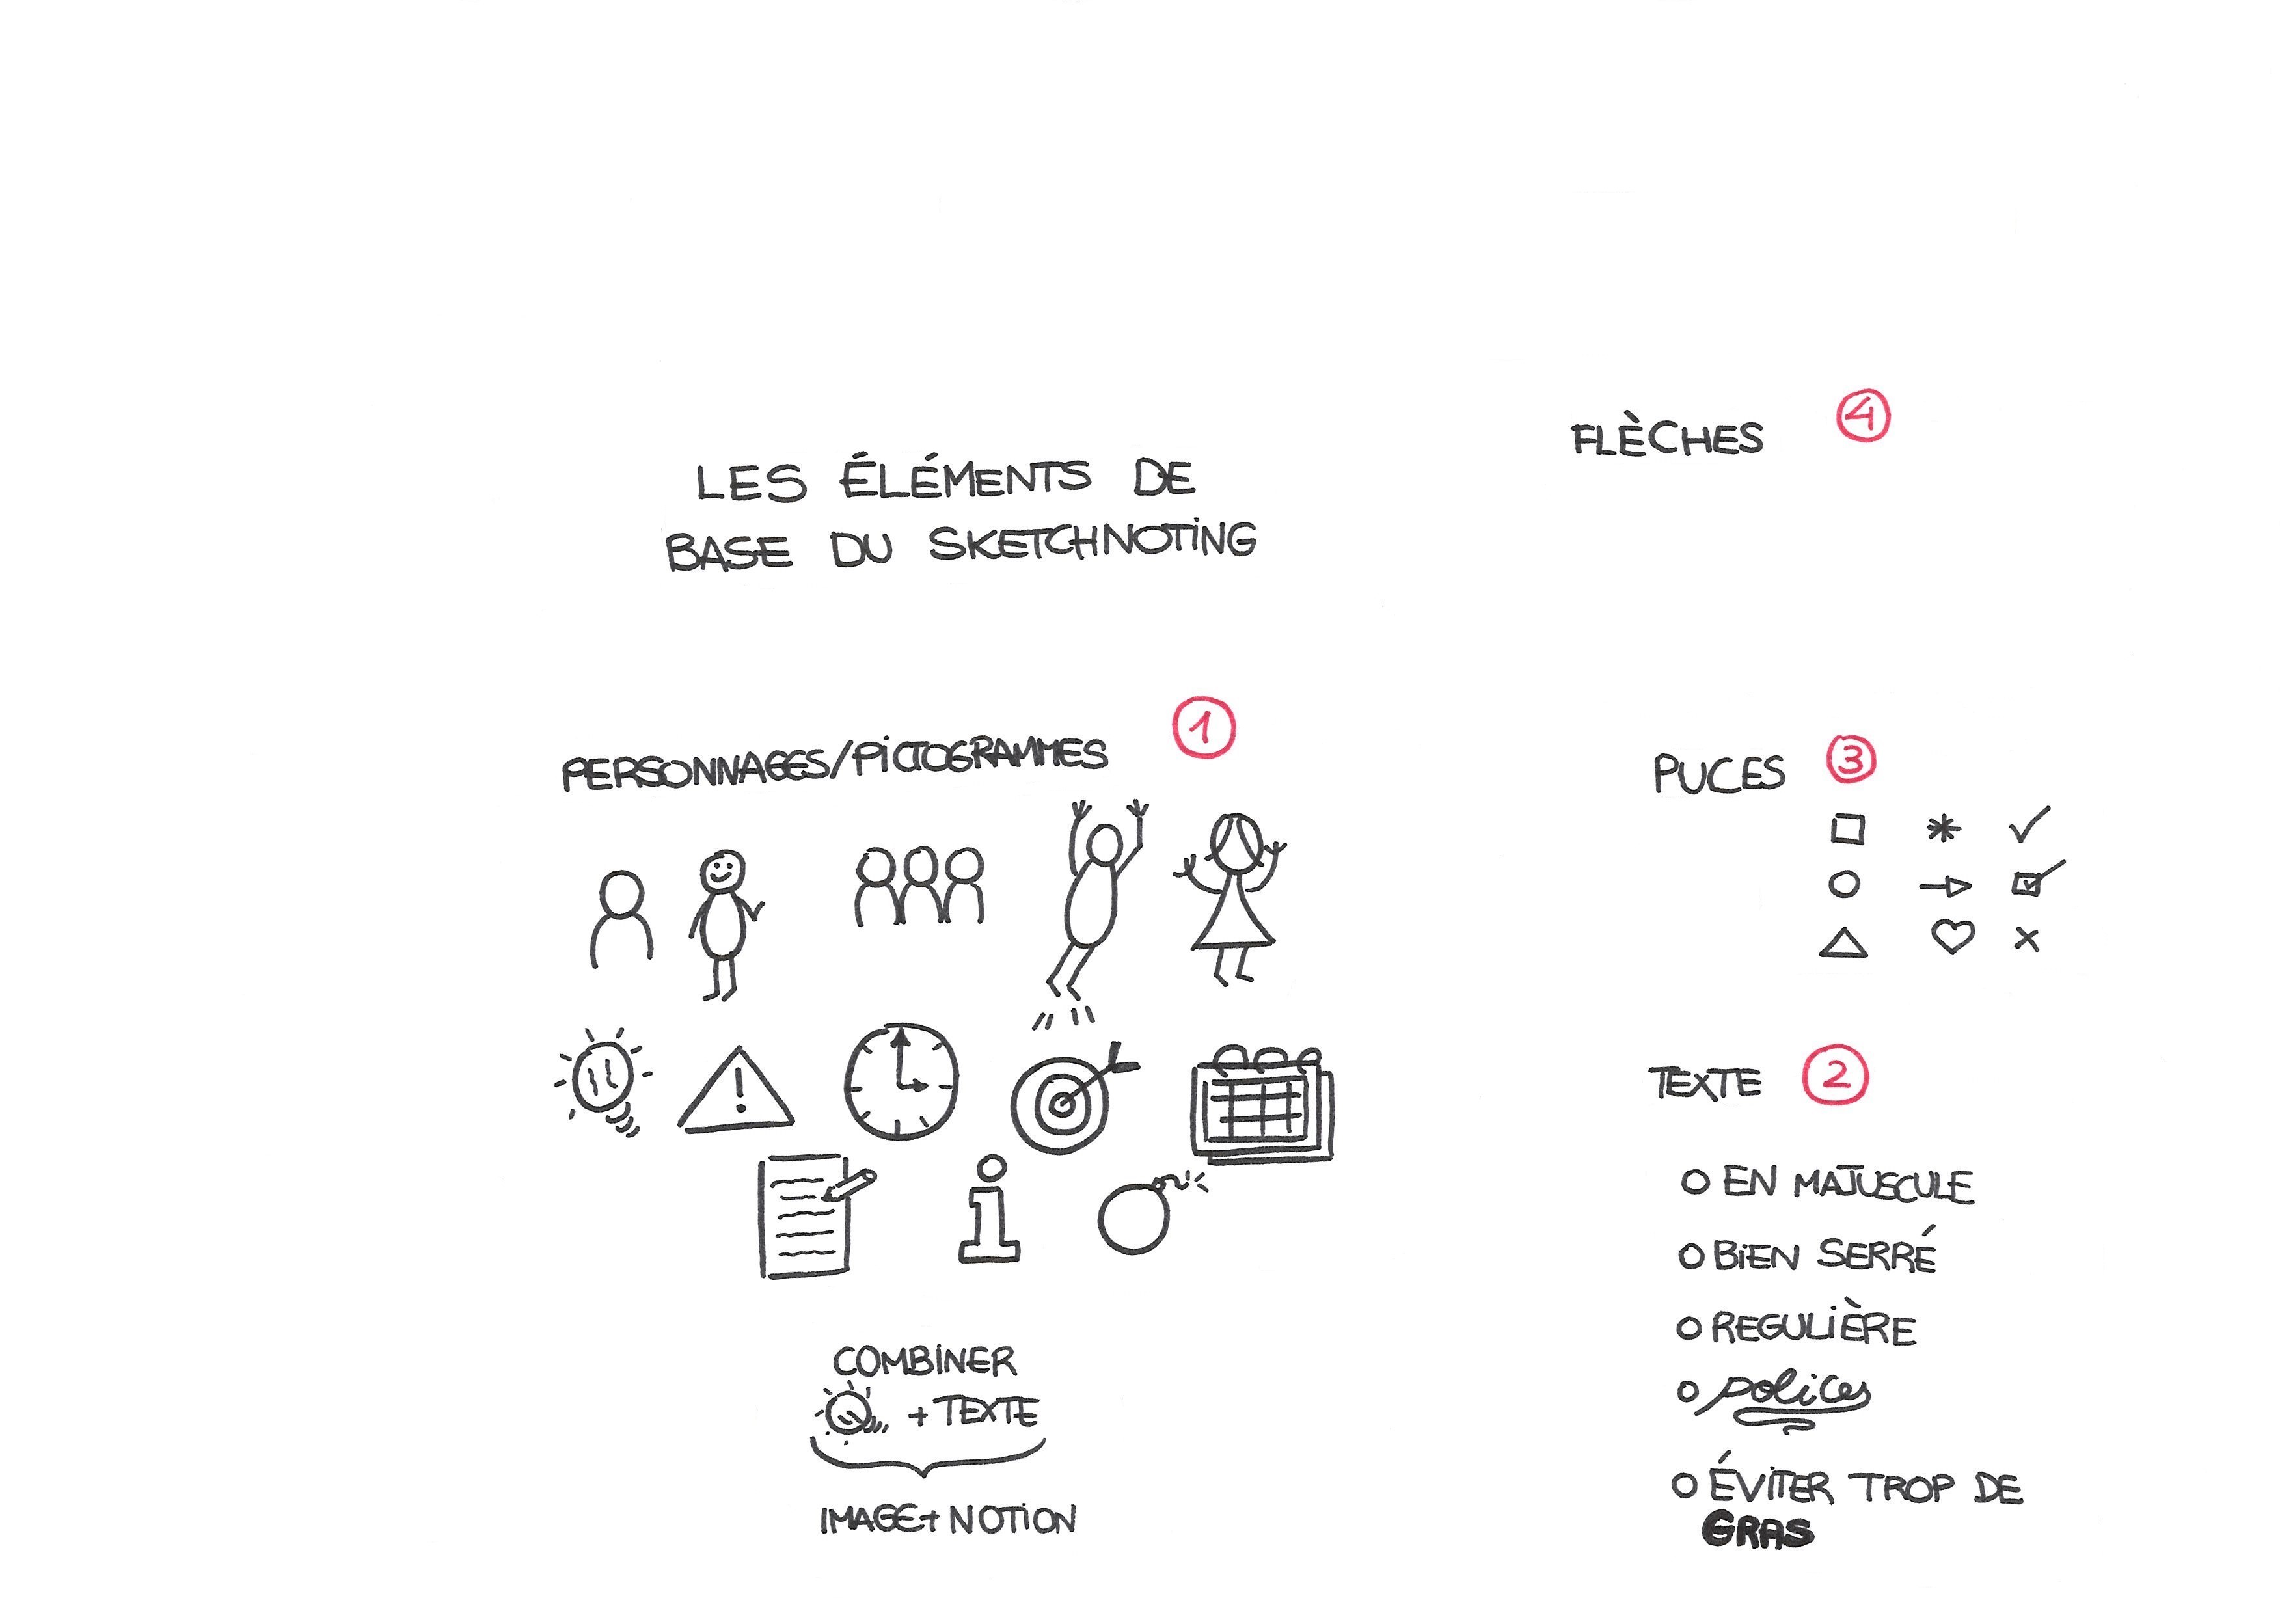 LES ÉLÉMENTS DE
BASE DU SKETCHNOTING
PERSONNAGES/PICTOGRAMMES 1
COMBINER
+ TEXTE
IMAGE + NOTION
TEXTE 2
O EN MAJUSCULE
O BIEN SERRÉ
O REGULIÈRE
O polices
O ÉVITER TROP DE
GRAS
PUCES 3
FLÈCHES 4